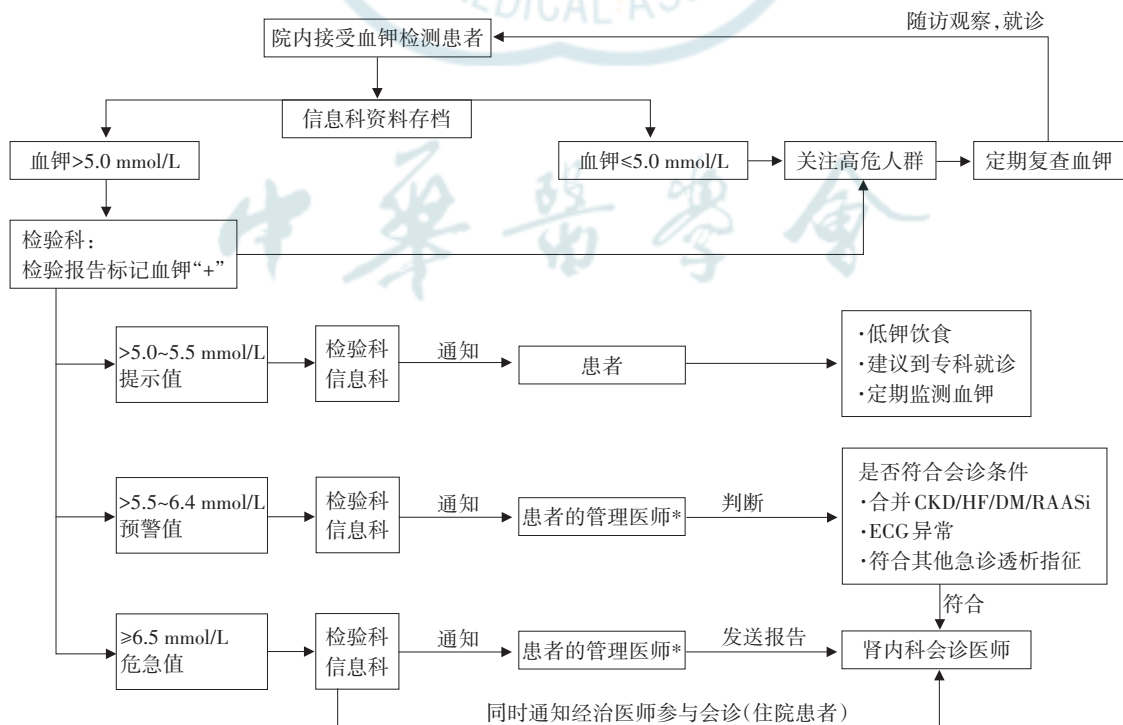 MEDICAL AS
随访观察,就诊
院内接受血钾检测患者
信息科资料存档
血钾>5.0 mmol/L
血钾≤5.0 mmol/L
关注高危人群
定期复查血钾
中華醫學會
检验科:
检验报告标记血钾“+”
>5.0~5.5 mmol/L
提示值
检验科
信息科
通知
患者
·低钾饮食
·建议到专科就诊
·定期监测血钾
>5.5~6.4 mmol/L
预警值
检验科
信息科
通知
患者的管理医师*
判断
是否符合会诊条件
·合并CKD/HF/DM/RAASi
·ECG异常
·符合其他急诊透析指征
符合
≥6.5 mmol/L
危急值
检验科
信息科
通知
患者的管理医师*
发送报告
肾内科会诊医师
同时通知经治医师参与会诊(住院患者)